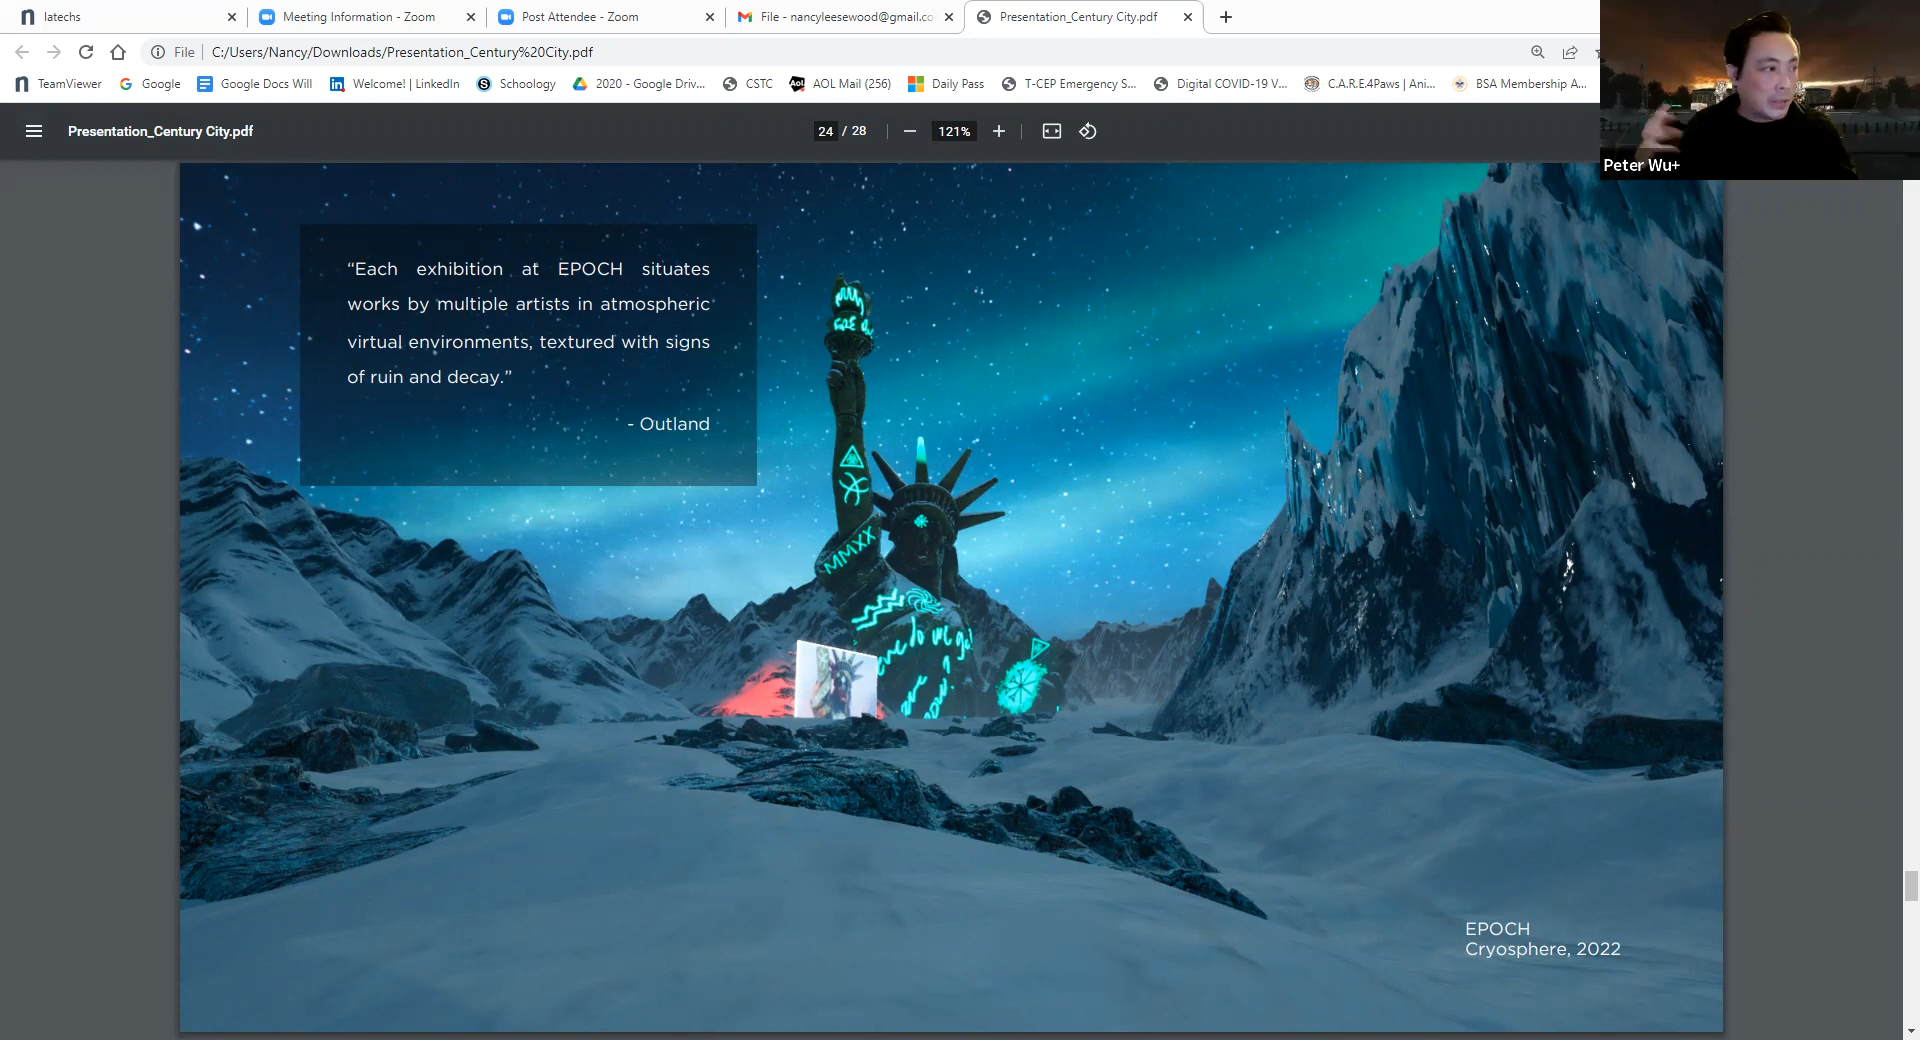 latechs
Meeting Information - Zoom
Post Attendee - Zoom
File - nancyleesewood@gmail.co
Presentation_Century City.pdf
File
C:/Users/Nancy/Downloads/Presentation_Century%20City.pdf
TeamViewer
Google
Google Docs Will
Welcome! | LinkedIn
Schoology
2020 - Google Driv...
CSTC
AOL Mail (256)
Daily Pass
T-CEP Emergency S...
Digital COVID-19 V...
C.A.R.E.4Paws | Ani...
BSA Membership A...
Presentation_Century City.pdf
24 / 28
121%
Peter Wu+
“Each exhibition at EPOCH situates
works by multiple artists in atmospheric
virtual environments, textured with signs
of ruin and decay.”
- Outland
MMXX
do we go
EPOCH
Cryosphere, 2022